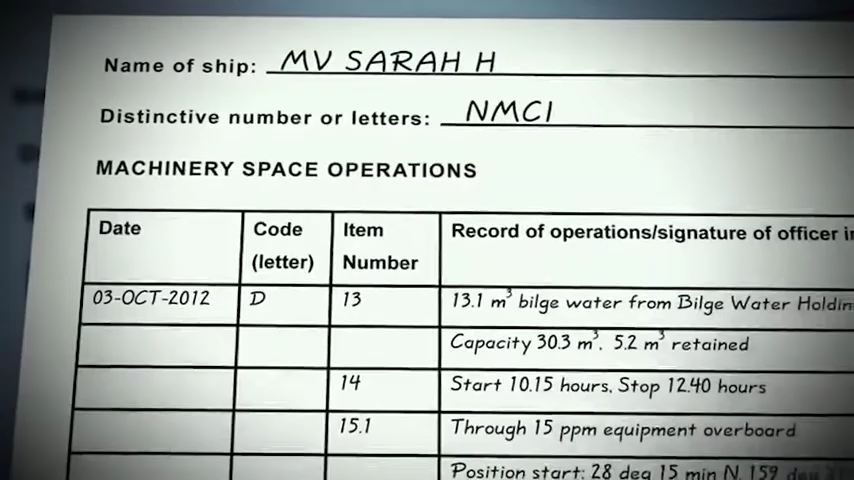 Name of ship: MV SARAH H
Distinctive number or letters: NMCI
MACHINERY SPACE OPERATIONS
Date Code (letter) Item Number Record of operations/signature of officer
03-OCT-2012 D 13 13.1 m³ bilge water from Bilge Water
Capacity 30.3 m³. 5.2 m³ retained
14 Start 10.15 hours, Stop 12.40 hours
15.1 Through 15 ppm equipment overboard
Position start: 28 deg 15 min N, 159 deg